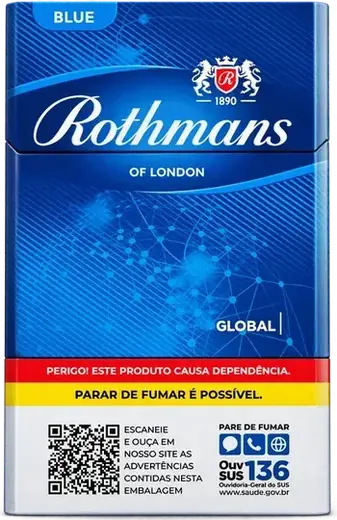 BLUE
R
1890
Rothmans
OF LONDON
GLOBAL
PERIGO! ESTE PRODUTO CAUSA DEPENDÊNCIA.
PARAR DE FUMAR É POSSÍVEL.
ESCANEIE
E OUÇA EM
NOSSO SITE AS
ADVERTÊNCIAS
CONTIDAS NESTA
EMBALAGEM
PARE DE FUMAR
Ouv
SUS 136
Ouvidoria-Geral do SUS
www.saude.gov.br